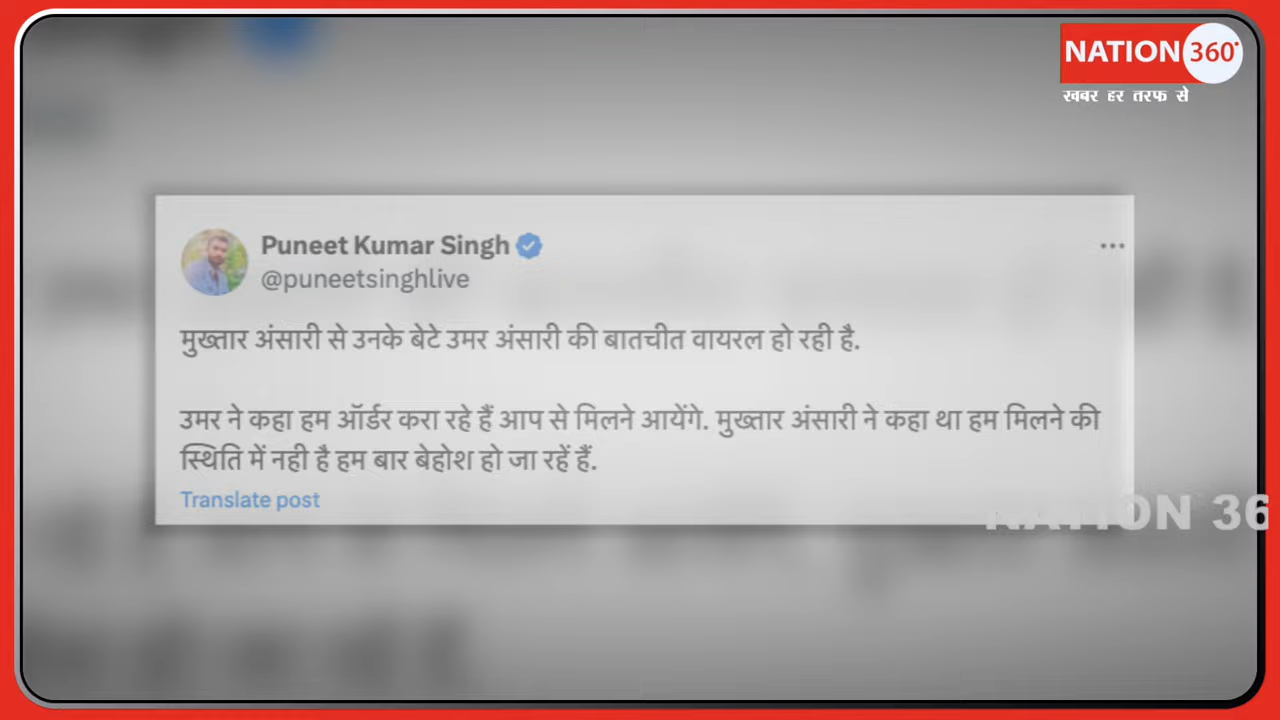 NATION 360°
खबर हर तरफ से
Puneet Kumar Singh
@puneetsinghlive
मुख्तार अंसारी से उनके बेटे उमर अंसारी की बातचीत वायरल हो रही है.
उमर ने कहा हम ऑर्डर करा रहे हैं आप से मिलने आयेंगे. मुख्तार अंसारी ने कहा था हम मिलने की
स्थिति में नही है हम बार बेहोश हो जा रहें हैं.
Translate post
NATION 36